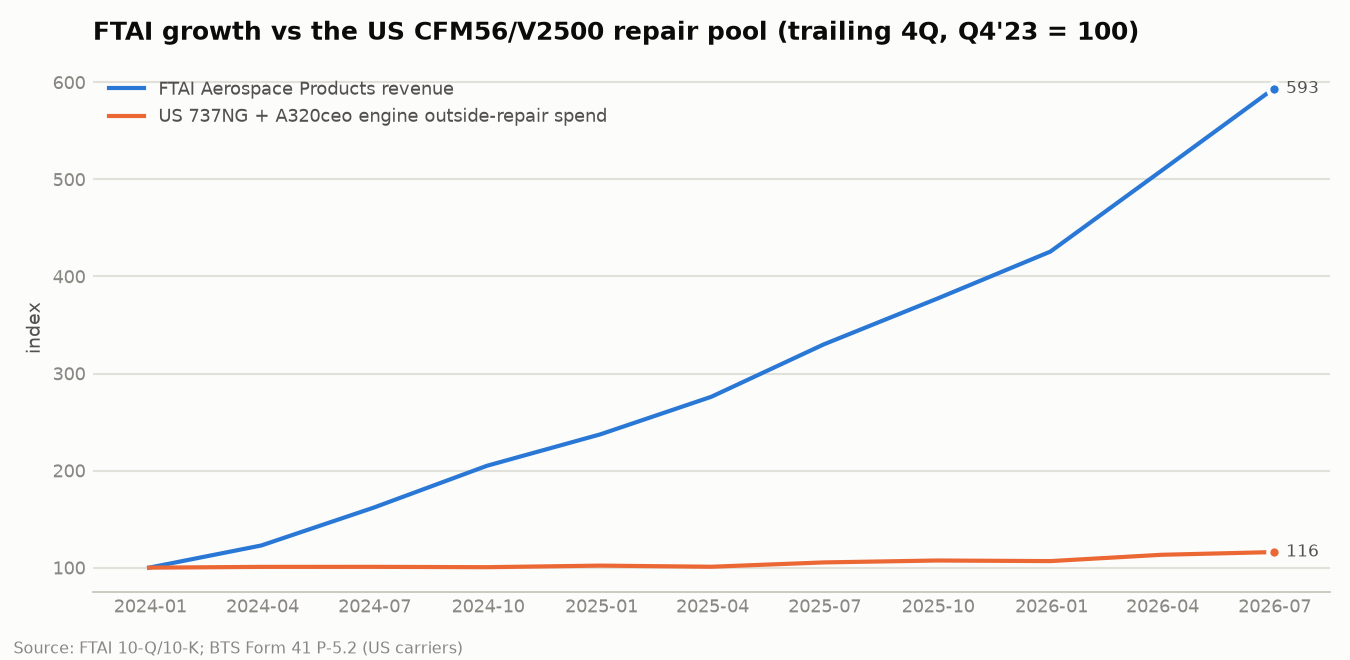 FTAI growth vs the US CFM56/V2500 repair pool (trailing 4Q, Q4'23 = 100)
600
FTAI Aerospace Products revenue
593
US 737NG + A320ceo engine outside-repair spend
500
400
index
300
200
116
100
2024-01 2024-04 2024-07 2024-10 2025-01 2025-04 2025-07 2025-10 2026-01 2026-04 2026-07
Source: FTAI 10-Q/10-K; BTS Form 41 P-5.2 (US carriers)